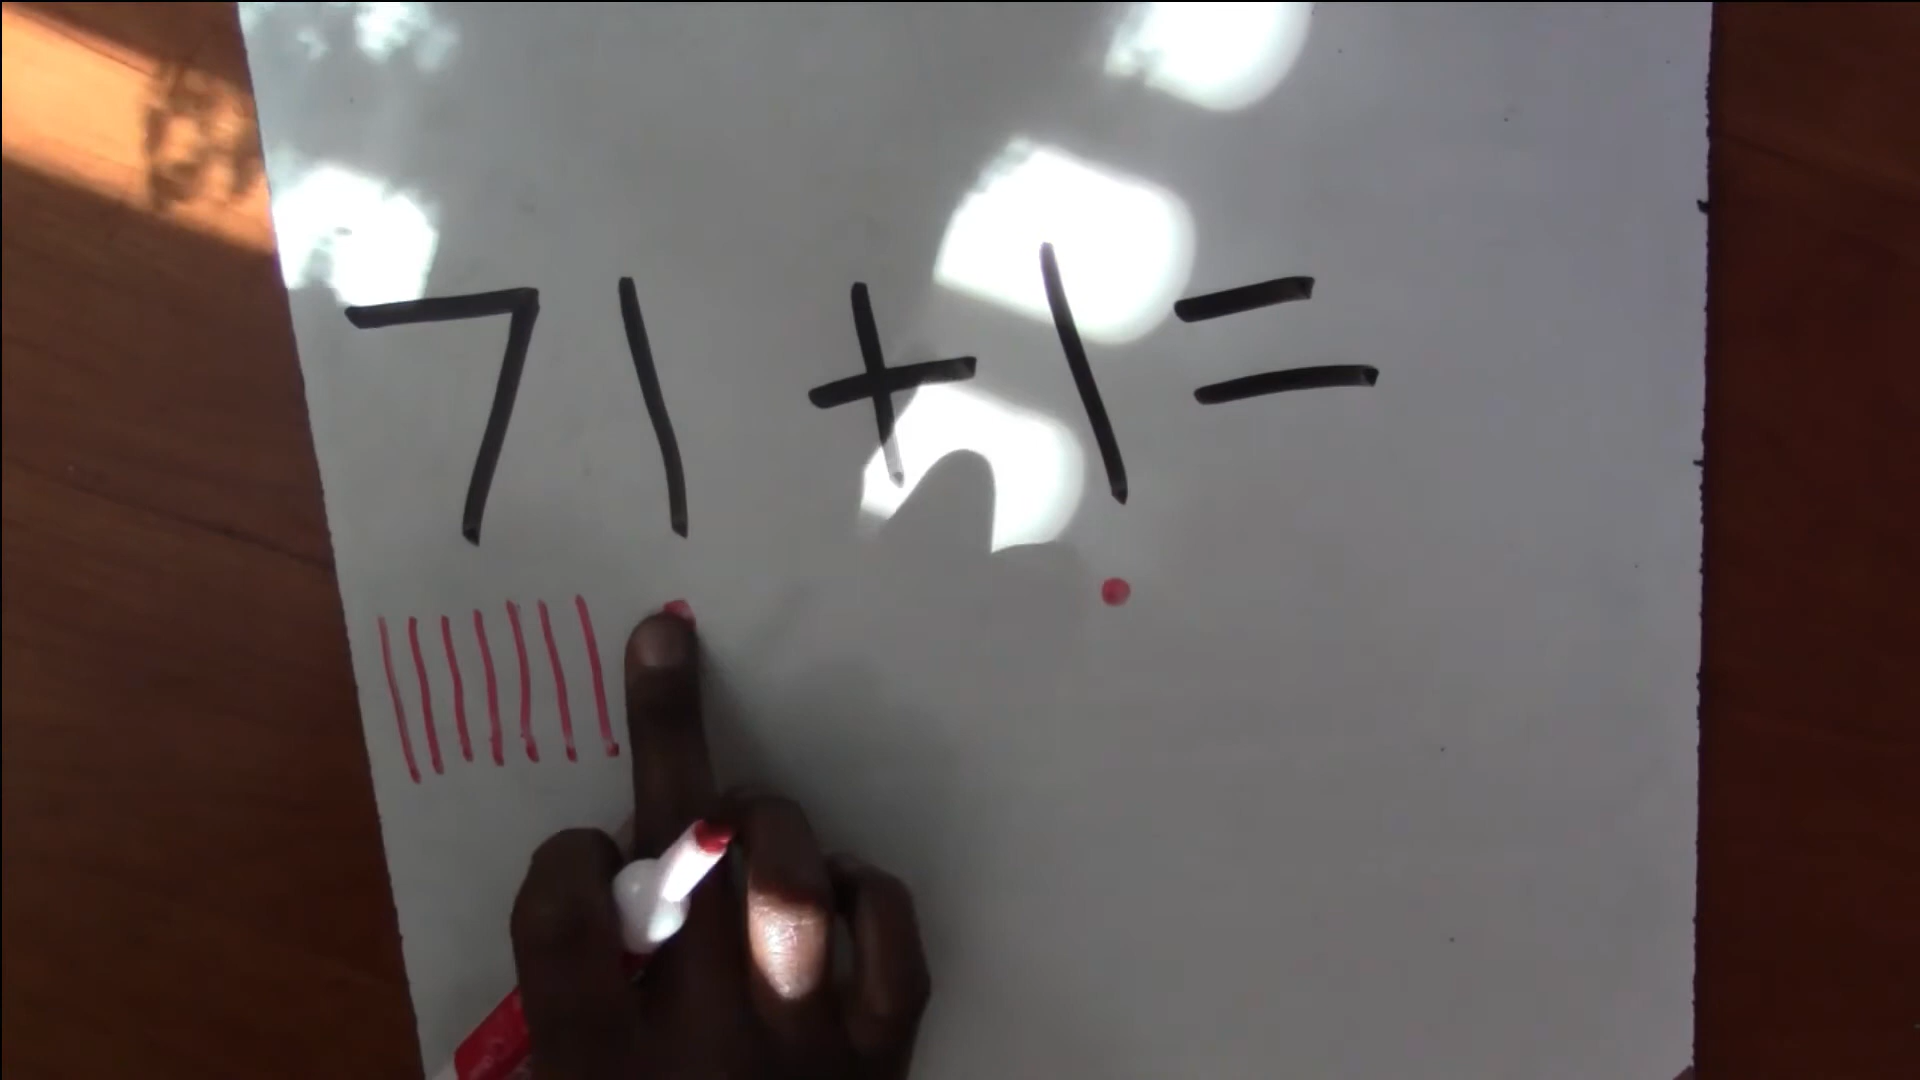 71 + 1 =